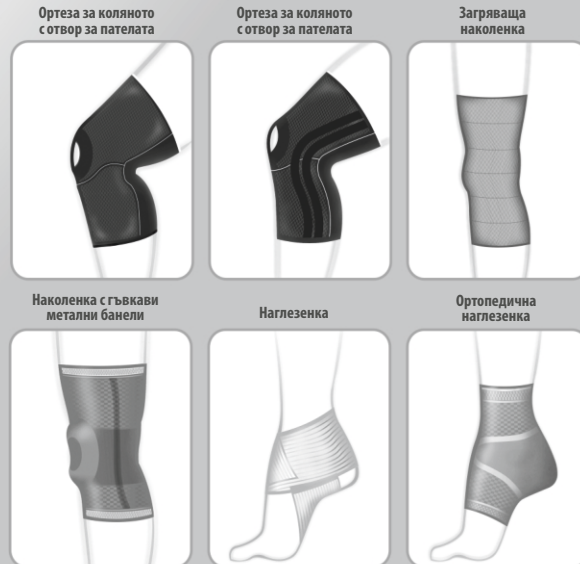 Ортеза за коляното
с отвор за пателата
Ортеза за коляното
с отвор за пателата
Загряваща
наколенка
Наколенка с гъвкави
метални банели
Наглезенка
Ортопедична
наглезенка